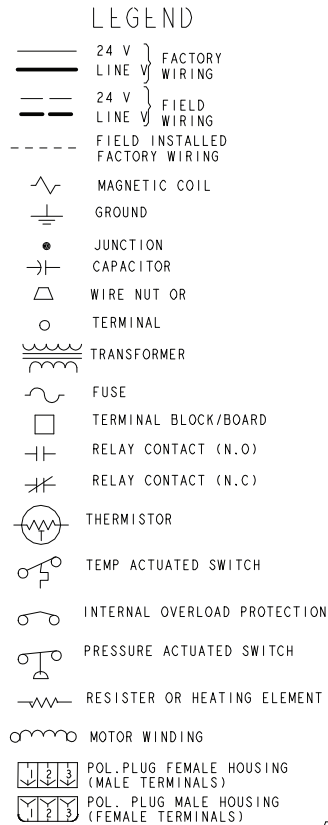 LEGEND
24 V
LINE V
FACTORY
WIRING
24 V
LINE V
FIELD
WIRING
FIELD INSTALLED
FACTORY WIRING
MAGNETIC COIL
GROUND
JUNCTION
CAPACITOR
WIRE NUT OR
TERMINAL
TRANSFORMER
FUSE
TERMINAL BLOCK/BOARD
RELAY CONTACT (N.O)
RELAY CONTACT (N.C)
T
THERMISTOR
TEMP ACTUATED SWITCH
INTERNAL OVERLOAD PROTECTION
PRESSURE ACTUATED SWITCH
RESISTER OR HEATING ELEMENT
MOTOR WINDING
1 2 3 POL.PLUG FEMALE HOUSING
(MALE TERMINALS)
1 2 3 POL. PLUG MALE HOUSING
(FEMALE TERMINALS)